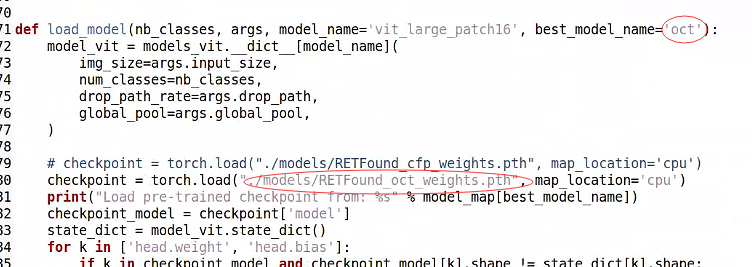 70
71 def load_model(nb_classes, args, model_name='vit_large_patch16', best_model_name='oct'):
72     model_vit = models_vit.__dict__[model_name](
73         img_size=args.input_size,
74         num_classes=nb_classes,
75         drop_path_rate=args.drop_path,
76         global_pool=args.global_pool,
77     )
78
79     # checkpoint = torch.load("./models/RETFound_cfp_weights.pth", map_location='cpu')
80     checkpoint = torch.load("./models/RETFound_oct_weights.pth", map_location='cpu')
81     print("Load pre-trained checkpoint from: %s" % model_map[best_model_name])
82     checkpoint_model = checkpoint['model']
83     state_dict = model_vit.state_dict()
84     for k in ['head.weight', 'head.bias']:
85         if k in checkpoint_model and checkpoint_model[k].shape != state_dict[k].shape: